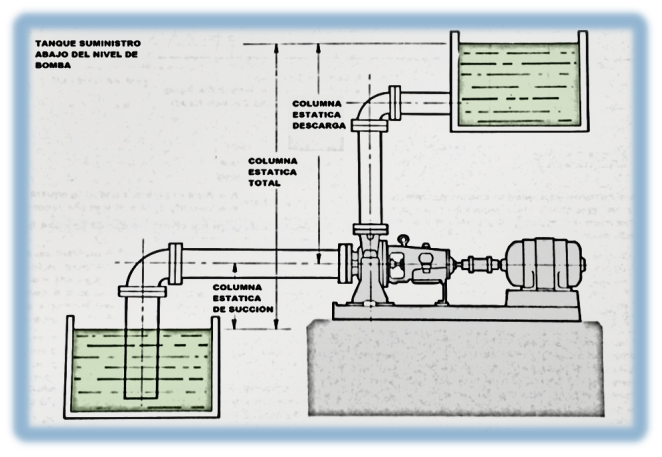 TANQUE SUMINISTRO
ABAJO DEL NIVEL DE
BOMBA
COLUMNA
ESTATICA
DESCARGA
COLUMNA
ESTATICA
TOTAL
COLUMNA
ESTATICA
DE SUCCION